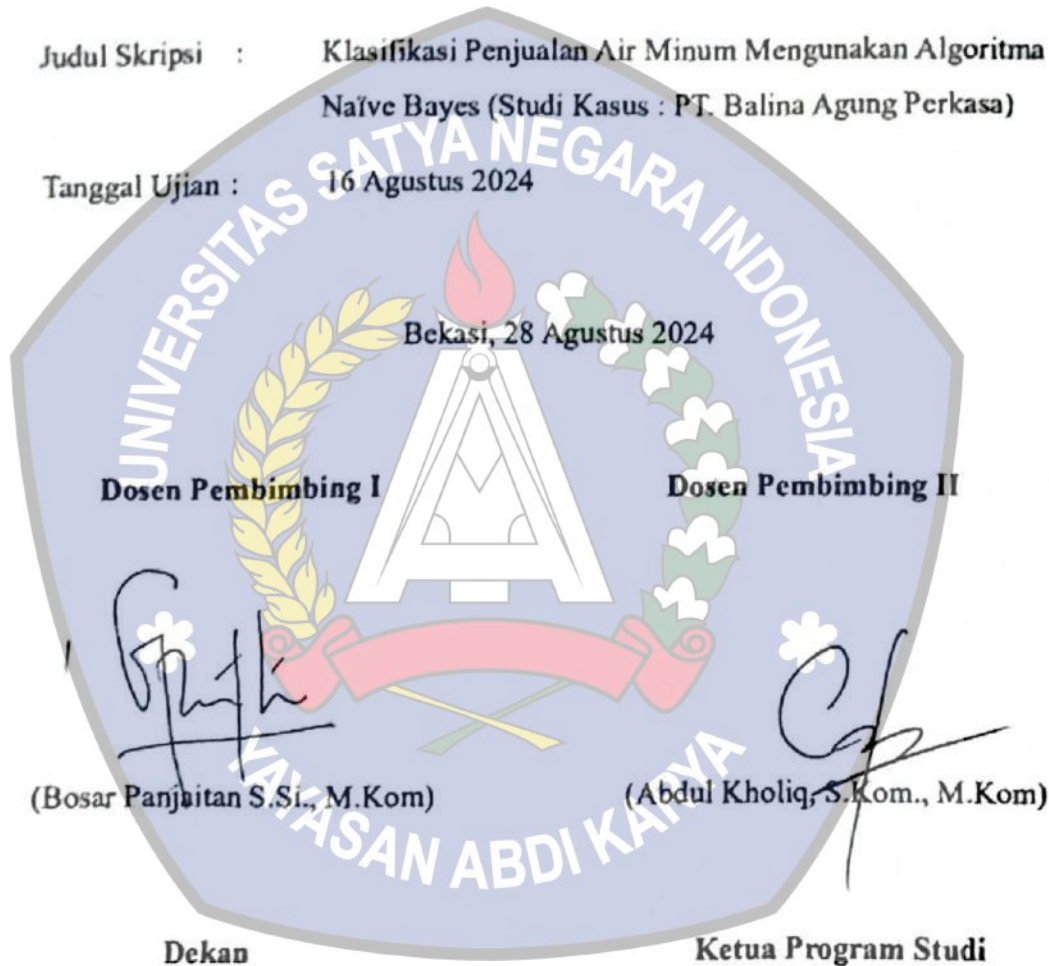 Judul Skripsi : Klasifikasi Penjualan Air Minum Mengunakan Algoritma
Naïve Bayes (Studi Kasus : PT. Balina Agung Perkasa)
Tanggal Ujian : 16 Agustus 2024
UNIVERSITAS SATYA NEGARA INDONESIA
Bekasi, 28 Agustus 2024
Dosen Pembimbing I Dosen Pembimbing II
(Bosar Panjaitan S.Si., M.Kom) (Abdul Kholiq, S.Kom., M.Kom)
YAYASAN ABDI KARYA
Dekan Ketua Program Studi